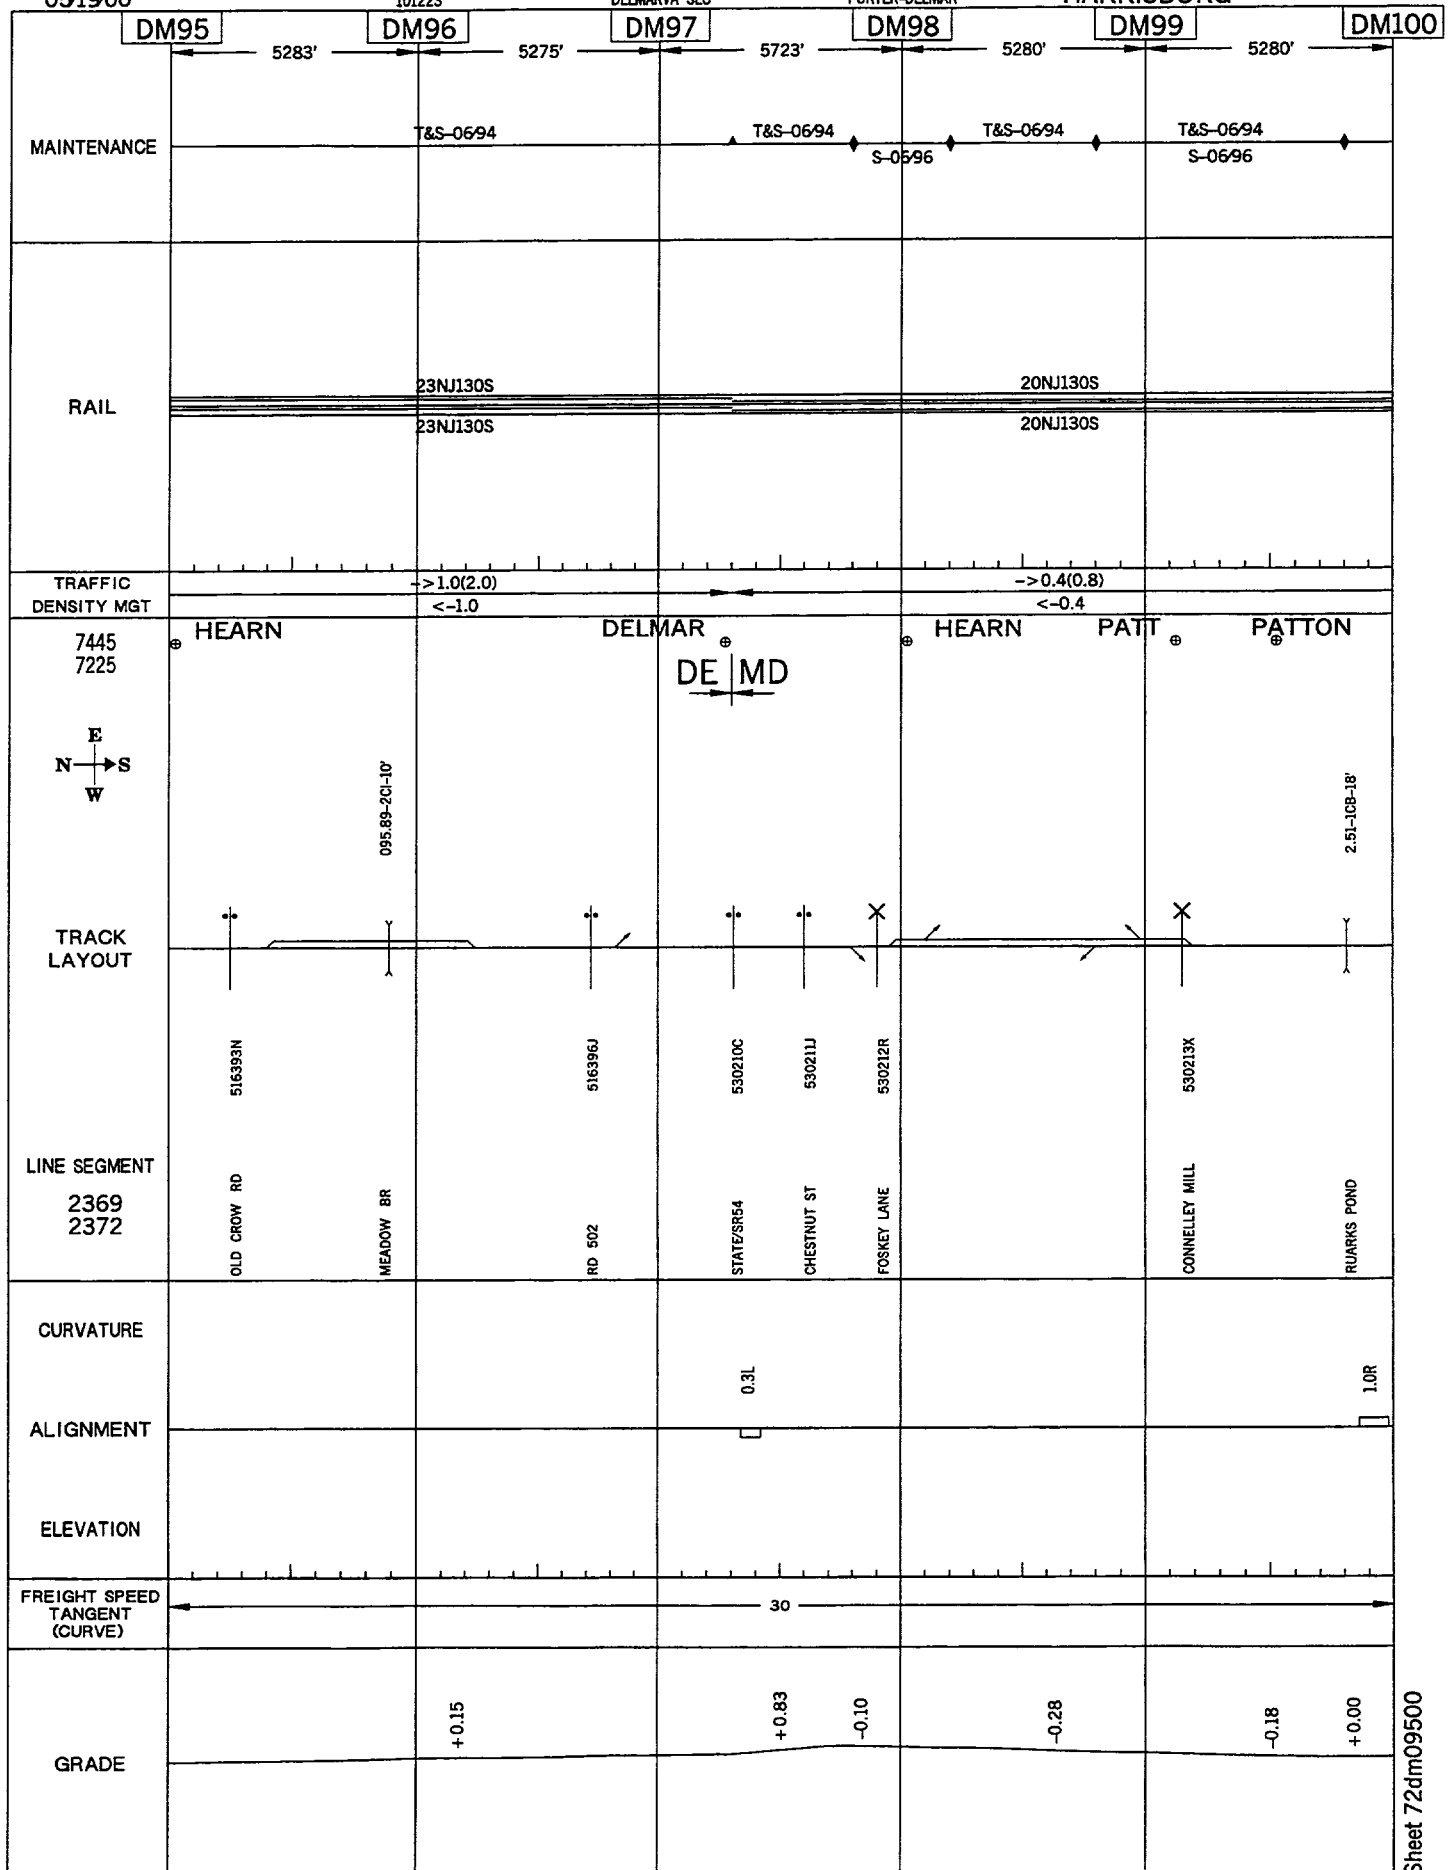 DELMARVA SEC PORTER-DELMAR
DM95 DM96 DM97 DM98 DM99 DM100
5283' 5275' 5723' 5280' 5280'
MAINTENANCE
T&S-06/94 T&S-06/94 T&S-06/94 T&S-06/94
S-06/96 S-06/96
RAIL
23NJ130S 20NJ130S
23NJ130S 20NJ130S
TRAFFIC
DENSITY MGT
->1.0(2.0) ->0.4(0.8)
<-1.0 <-0.4
7445
7225
HEARN DELMAR HEARN PATT PATTON
DE MD
E
N S
W
095.89-2CI-10' 2.51-1CB-18'
TRACK
LAYOUT
516393N 516396J 530210C 530211J 530212R 530213X
LINE SEGMENT
2369
2372
OLD CROW RD
MEADOW BR
RD 502
STATE/SR54
CHESTNUT ST
FOSKEY LANE
CONNELLEY MILL
RUARKS POND
CURVATURE
0.3L 1.0R
ALIGNMENT
ELEVATION
FREIGHT SPEED
TANGENT
(CURVE)
30
GRADE
+0.15 +0.83 -0.10 -0.28 -0.18 +0.00
Sheet 72dm09500